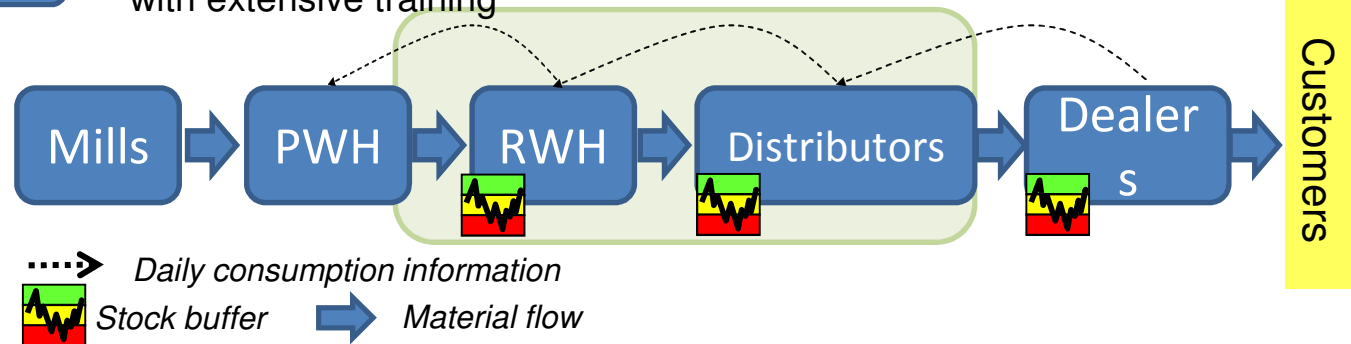 with extensive training
Mills
PWH
RWH
Distributors
Dealer
s
Customers
Daily consumption information
Stock buffer
Material flow